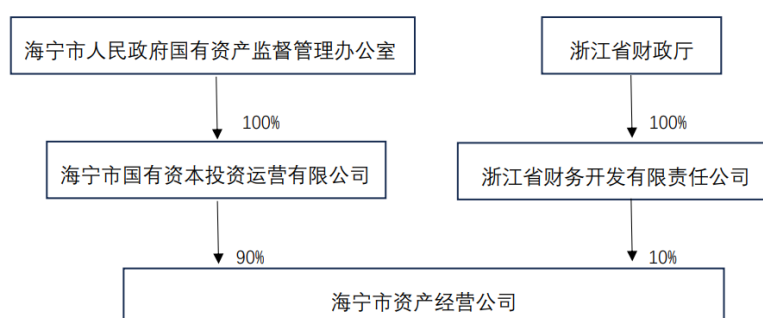 海宁市人民政府国有资产监督管理办公室
浙江省财政厅
100%
100%
海宁市国有资本投资运营有限公司
浙江省财务开发有限责任公司
90%
10%
海宁市资产经营公司